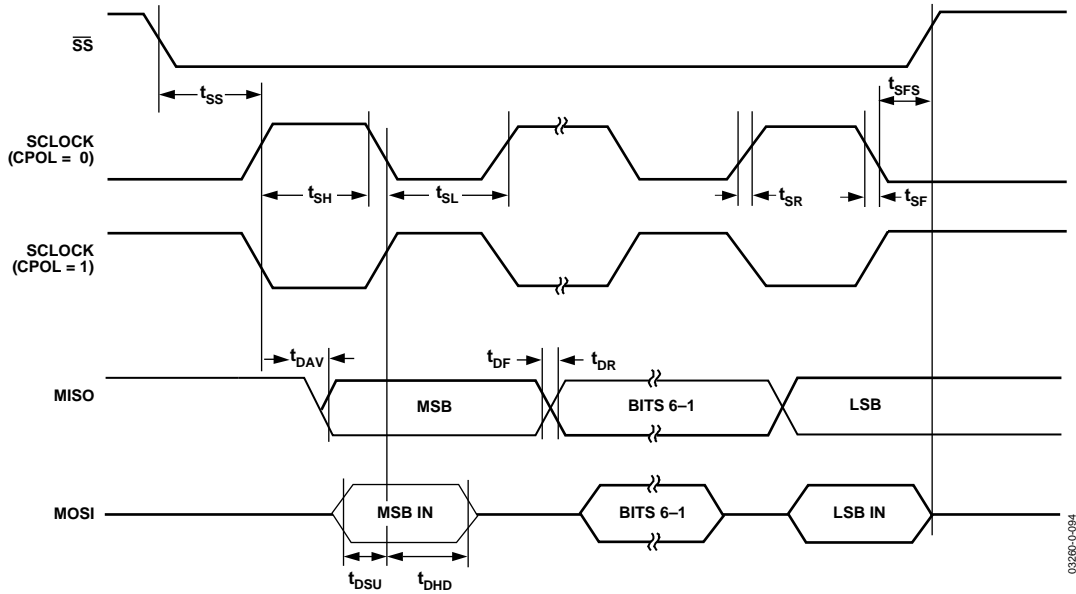 SS
tSS
tSFS
SCLOCK
(CPOL = 0)
tSH
tSL
tSR
tSF
SCLOCK
(CPOL = 1)
tDAV
tDF
tDR
MISO
MSB
BITS 6–1
LSB
MOSI
MSB IN
BITS 6–1
LSB IN
tDSU
tDHD
03260-0-094